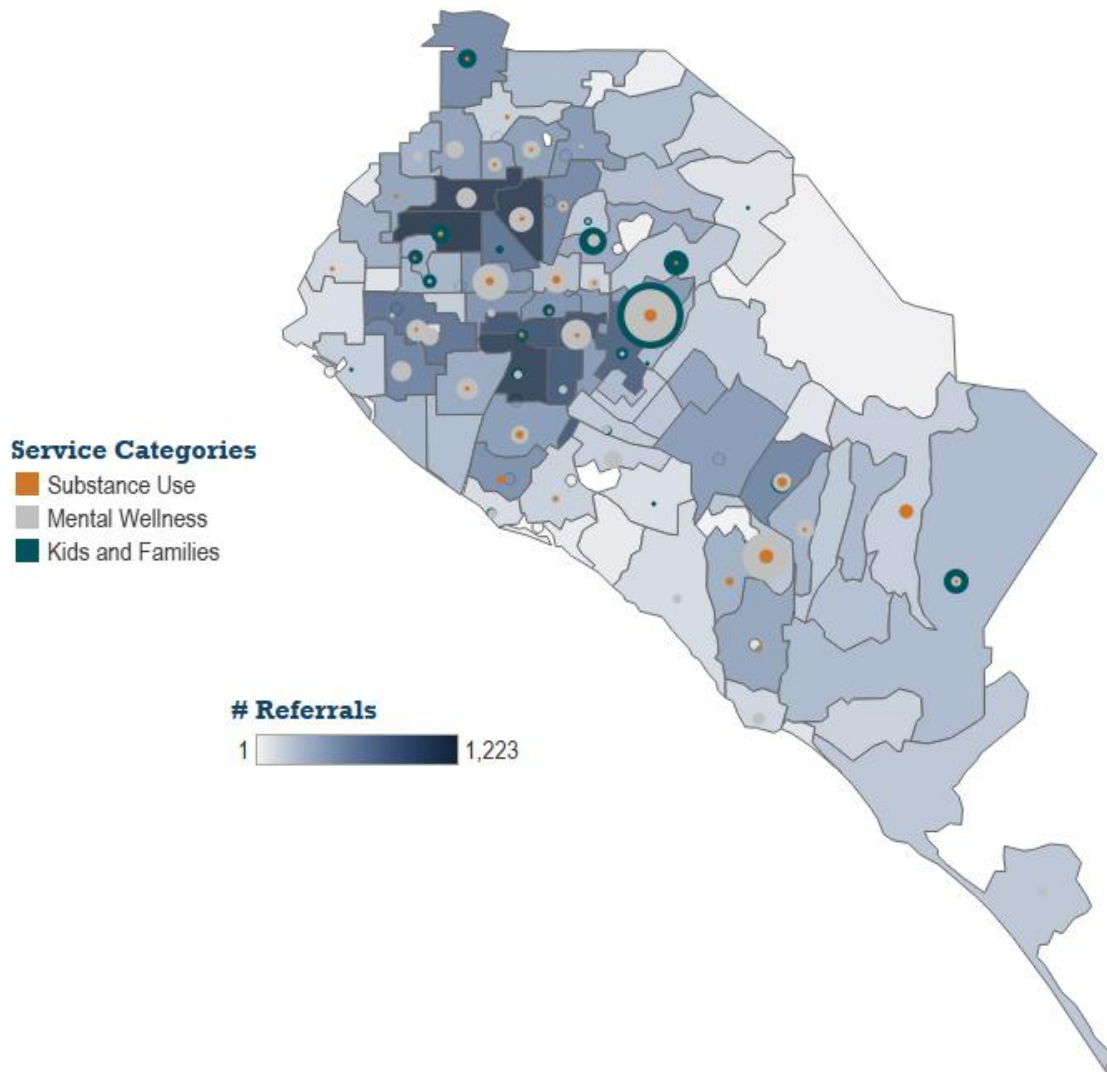 Service Categories
Substance Use
Mental Wellness
Kids and Families
# Referrals
1 1,223